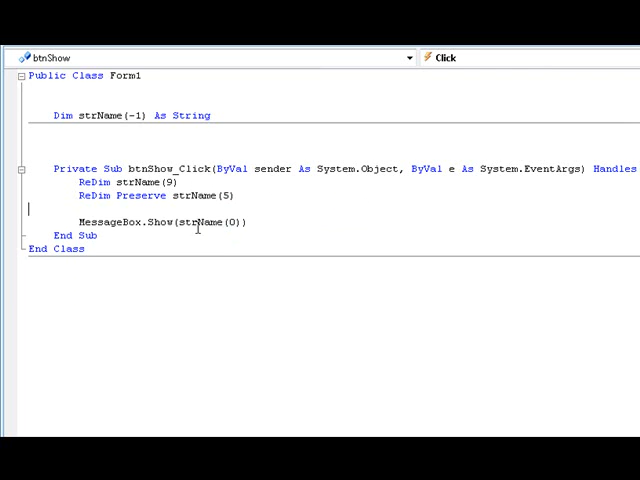 btnShow Click
Public Class Form1
Dim strName(-1) As String
Private Sub btnShow_Click(ByVal sender As System.Object, ByVal e As System.EventArgs) Handles
ReDim strName(9)
ReDim Preserve strName(5)
MessageBox.Show(strName(0))
End Sub
End Class